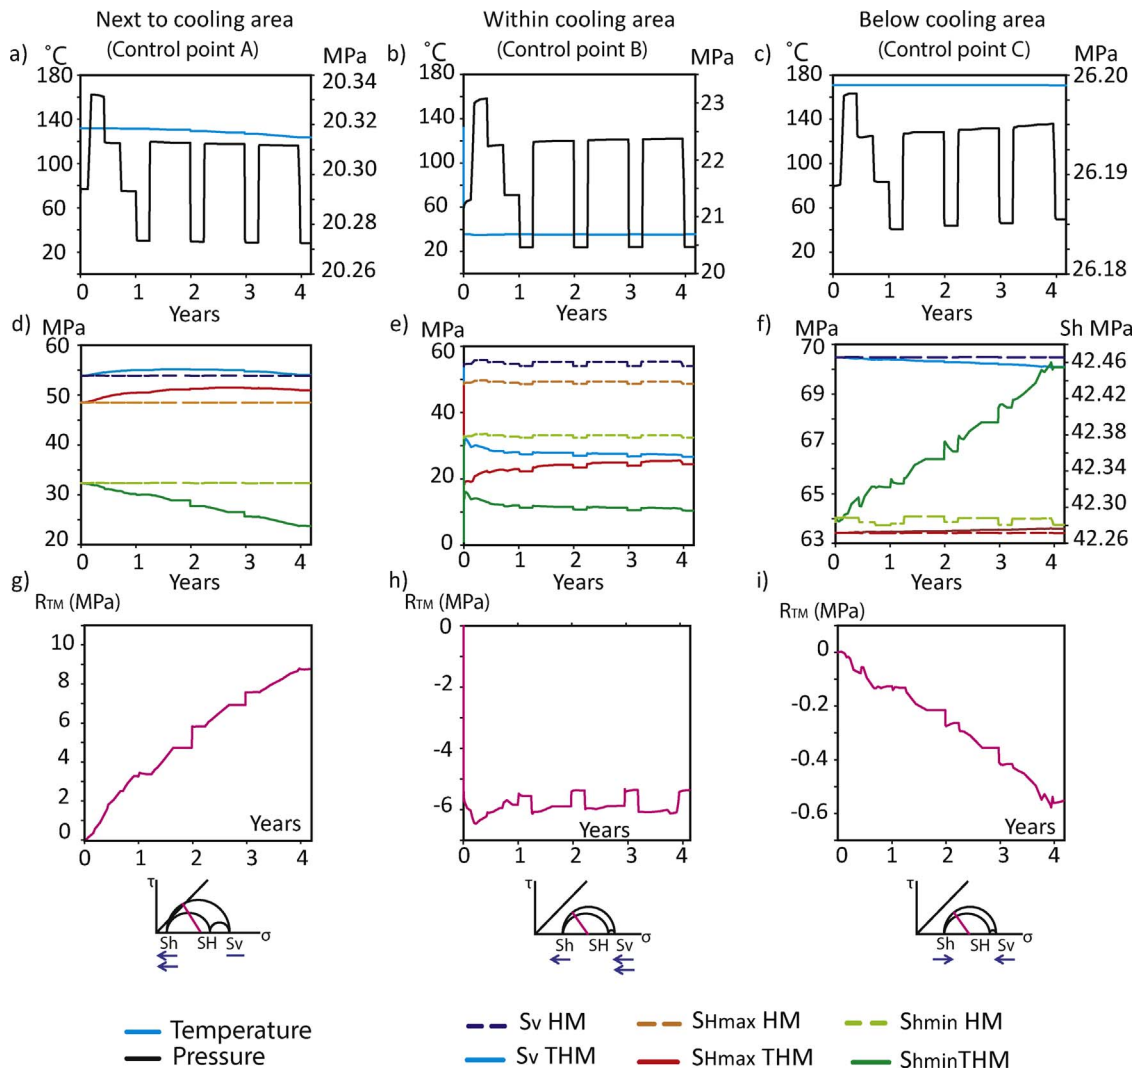 Next to cooling area
(Control point A)
Within cooling area
(Control point B)
Below cooling area
(Control point C)
a) ˚C MPa
180
140
100
60
20
20.34
20.32
20.31
20.29
20.28
20.26
0 1 2 3 4
Years
b) ˚C MPa
180
140
100
60
20
23
22
21
20
0 1 2 3 4
Years
c) ˚C MPa
180
140
100
60
20
26.20
26.19
26.19
26.18
0 1 2 3 4
Years
d) MPa
60
50
40
30
20
0 1 2 3 4
Years
e) MPa
60
40
20
0
0 1 2 3 4
Years
f) MPa Sh MPa
70
69
67
66
64
63
42.46
42.42
42.38
42.34
42.30
42.26
0 1 2 3 4
Years
g) RTM (MPa)
10
8
6
4
2
0
Years
0 1 2 3 4
h) RTM (MPa)
0
-2
-4
-6
Years
0 1 2 3 4
i) RTM (MPa)
0
-0.2
-0.4
-0.6
Years
0 1 2 3 4
τ
Sh SH Sv σ
τ
Sh SH Sv σ
τ
Sh SH Sv σ
Temperature
Pressure
Sv HM SHmax HM Shmin HM
Sv THM SHmax THM ShminTHM